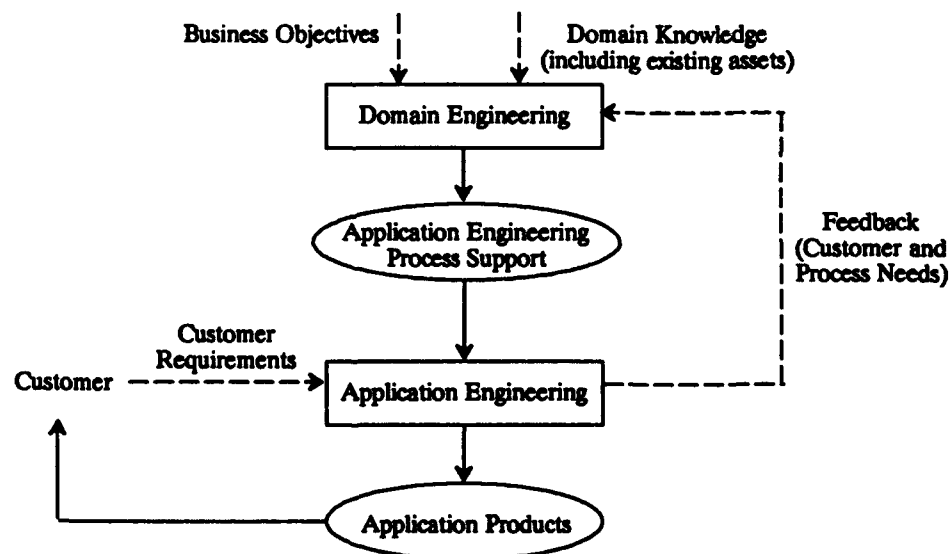 Business Objectives
Domain Knowledge
(including existing assets)
Domain Engineering
Application Engineering
Process Support
Feedback
(Customer and
Process Needs)
Customer
Requirements
Customer
Application Engineering
Application Products